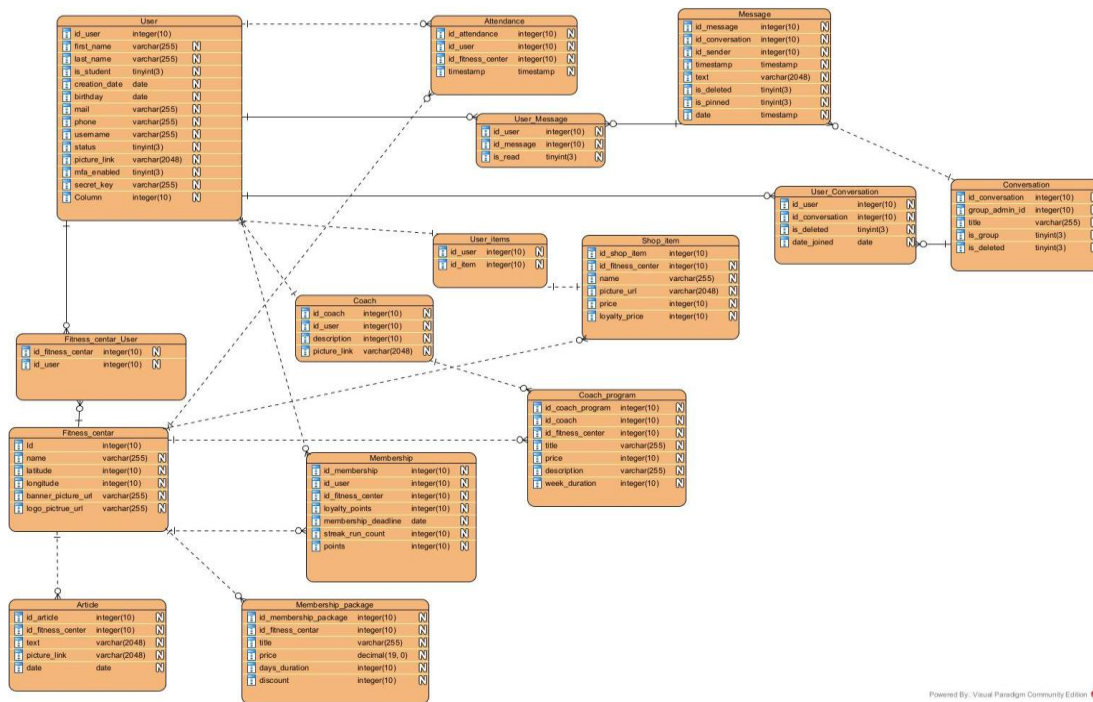 User
id_user integer(10)
first_name varchar(255) N
last_name varchar(255) N
is_student tinyint(3) N
creation_date date N
birthday date N
mail varchar(255) N
phone varchar(255) N
username varchar(255) N
status tinyint(3) N
picture_link varchar(2048) N
mfa_enabled tinyint(3) N
secret_key varchar(255) N
Column integer(10) N
Attendance
id_attendance integer(10) N
id_user integer(10) N
id_fitness_center integer(10) N
timestamp timestamp N
Message
id_message integer(10) N
id_conversation integer(10) N
id_sender integer(10) N
timestamp timestamp N
text varchar(2048) N
is_deleted tinyint(3) N
is_pinned tinyint(3) N
date timestamp N
User_Message
id_user integer(10) N
id_message integer(10) N
is_read tinyint(3) N
User_Conversation
id_user integer(10) N
id_conversation integer(10) N
is_deleted tinyint(3) N
date_joined date N
Conversation
id_conversation integer(10) N
group_admin_id integer(10) N
title varchar(255) N
is_group tinyint(3) N
is_deleted tinyint(3) N
User_items
id_user integer(10) N
id_item integer(10) N
Shop_item
id_shop_item integer(10)
id_fitness_center integer(10) N
name varchar(255) N
picture_url varchar(2048) N
price integer(10) N
loyalty_price integer(10) N
Coach
id_coach integer(10) N
id_user integer(10) N
description integer(10) N
picture_link varchar(2048) N
Fitness_centar_User
id_fitness_centar integer(10) N
id_user integer(10) N
Coach_program
id_coach_program integer(10) N
id_coach integer(10) N
id_fitness_center integer(10) N
title varchar(255) N
price integer(10) N
description varchar(255) N
week_duration integer(10) N
Fitness_centar
Id integer(10)
name varchar(255) N
latitude integer(10) N
longitude integer(10) N
banner_picture_url varchar(255) N
logo_pictrue_url varchar(255) N
Membership
id_membership integer(10) N
id_user integer(10) N
id_fitness_center integer(10) N
loyalty_points integer(10) N
membership_deadline date N
streak_run_count integer(10) N
points integer(10) N
Article
id_article integer(10) N
id_fitness_center integer(10) N
text varchar(2048) N
picture_link varchar(2048) N
date date N
Membership_package
id_membership_package integer(10) N
id_fitness_centar integer(10) N
title varchar(255) N
price decimal(19, 0) N
days_duration integer(10) N
discount integer(10) N
Powered By: Visual Paradigm Community Edition